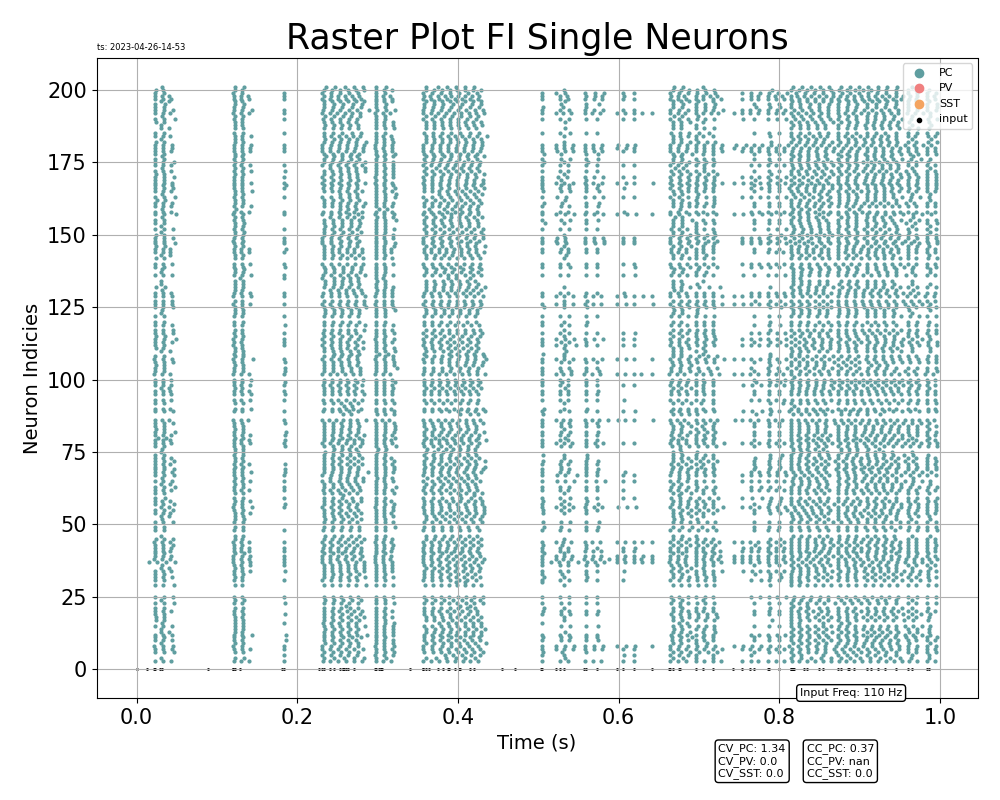 Raster Plot FI Single Neurons
ts: 2023-04-26-14-53
PC
PV
SST
input
200
175
150
125
100
75
50
25
0
Neuron Indicies
Input Freq: 110 Hz
0.0 0.2 0.4 0.6 0.8 1.0
Time (s)
CV_PC: 1.34
CV_PV: 0.0
CV_SST: 0.0
CC_PC: 0.37
CC_PV: nan
CC_SST: 0.0